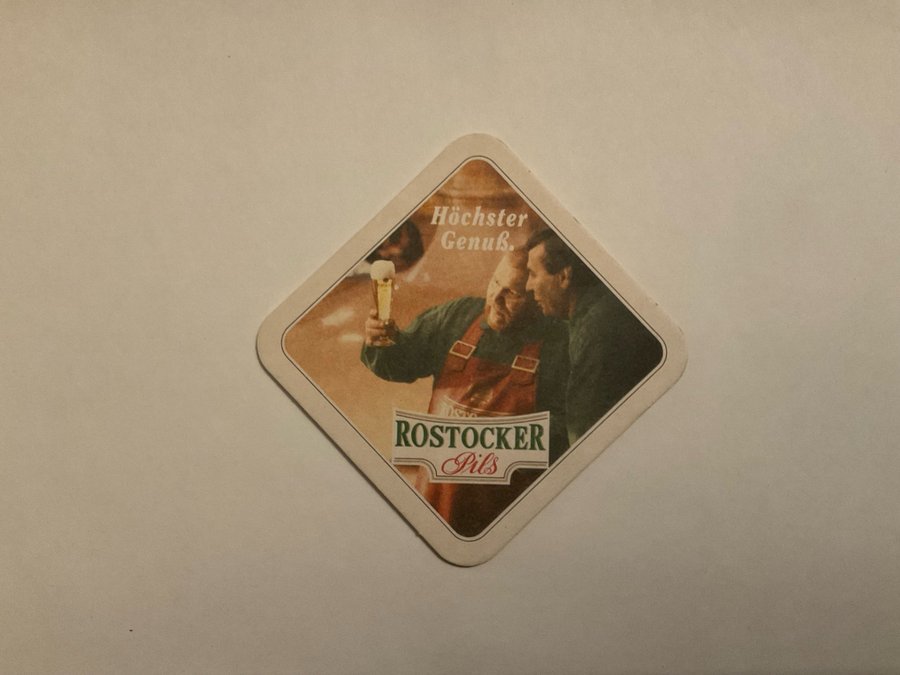 Höchster
Genuß.
ROSTOCKER
Pils